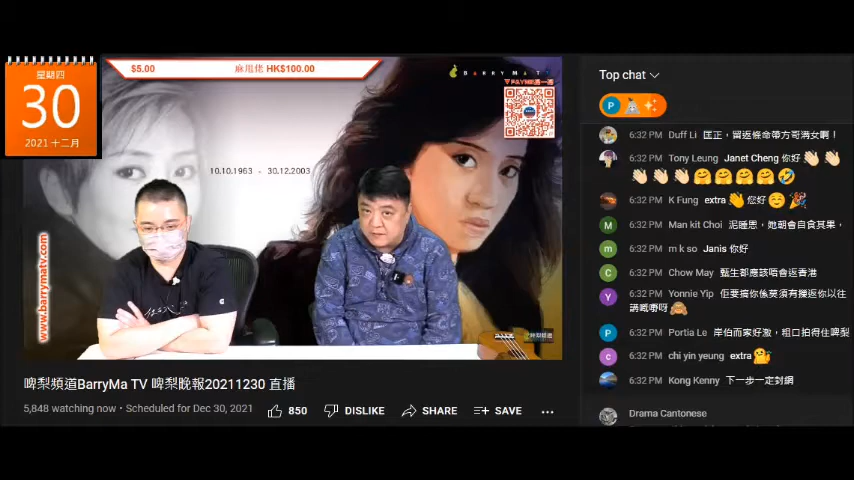 星期四
30
2021 十二月
$5.00
麻甩佬 HK$100.00
BARRYMATV
10.10.1963 - 30.12.2003
www.barrymatv.com
啤梨頻道BarryMa TV 啤梨晚報20211230 直播
5,848 watching now • Scheduled for Dec 30, 2021
850
DISLIKE
SHARE
SAVE
Top chat
P
6:32 PM Duff Li 匡正，留返條命帶方哥滿女啊！
6:32 PM Tony Leung Janet Cheng 你好👋🏻👋🏻
👋🏻👋🏻👋🏻🤗🤗🤗🤗🤣
6:32 PM K Fung extra👋您好☺️🎉
M
6:32 PM Man kit Choi 泥鯭思，她朝會自食其果，
m
6:32 PM m k so Janis 你好
C
6:32 PM Chow May 醫生都應該唔會返香港
Y
6:32 PM Yonnie Yip 佢要搞你係莫須有攞返你以往
講嘅嘢呀🙈
P
6:32 PM Portia Le 岸伯而家好激，祖口拍得住啤梨
c
6:32 PM chi yin yeung extra
6:32 PM Kong Kenny 下一步一定封網
Drama Cantonese